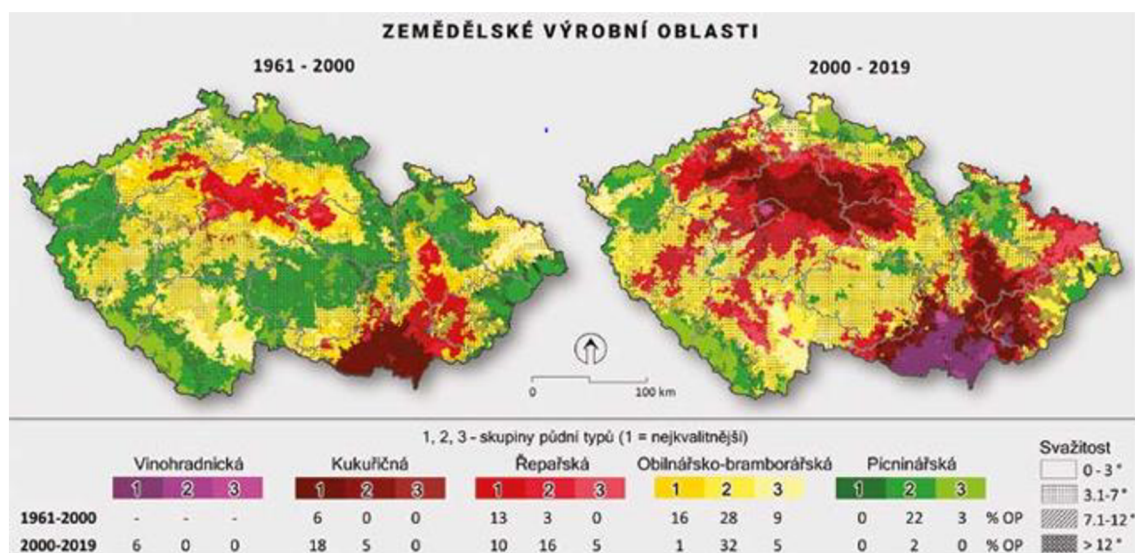 ZEMĚDĚLSKÉ VÝROBNÍ OBLASTI
1961 - 2000
2000 - 2019
0 100 km
1, 2, 3 - skupiny půdní typů (1 = nejkvalitnější)
Vinohradnická Kukuřičná Řepařská Obilnářsko-bramborářská Pícninářská
1 2 3 1 2 3 1 2 3 1 2 3 1 2 3
1961-2000 - - - 6 0 0 13 3 0 16 28 9 0 22 3 % OP
2000-2019 6 0 0 18 5 0 10 16 5 1 32 5 0 2 0 % OP
Svažitost
0 - 3 °
3.1-7 °
7.1-12 °
> 12 °